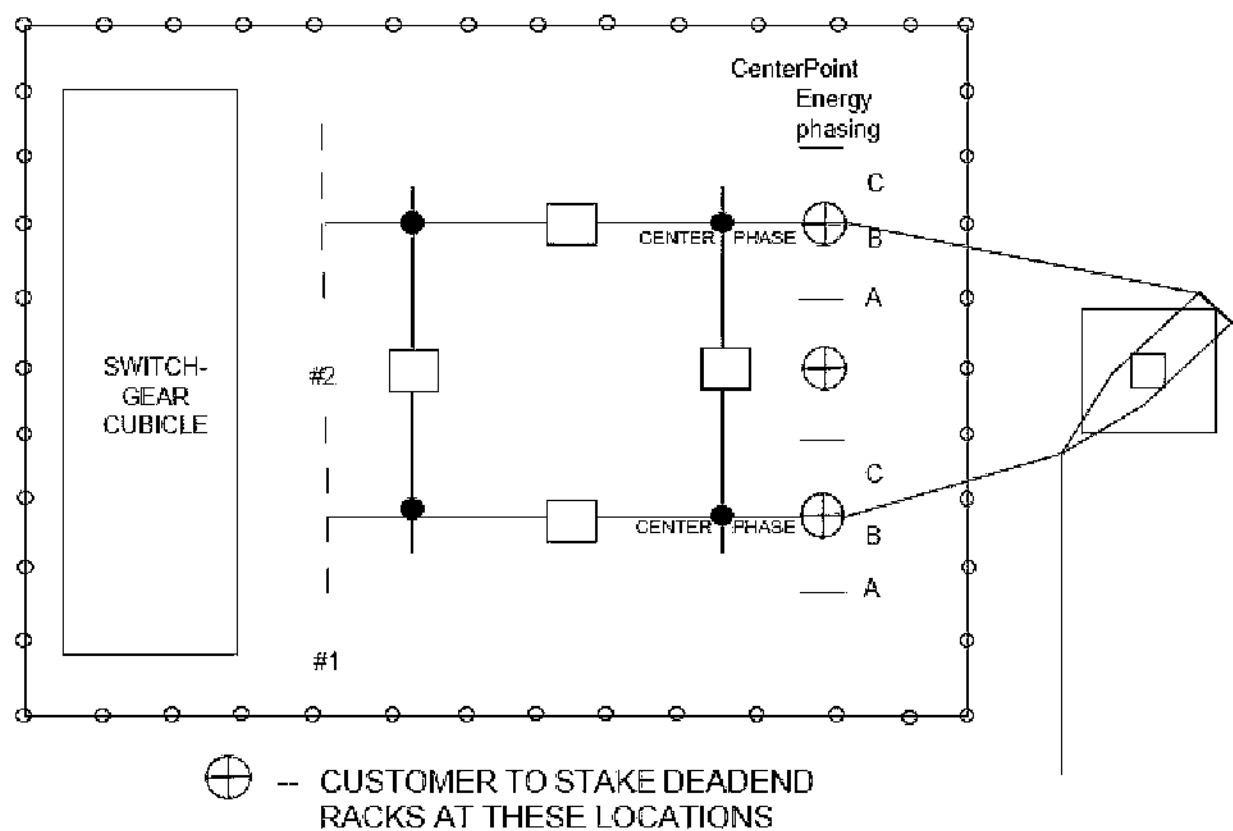 CenterPoint
Energy
phasing
C
CENTER PHASE
B
A
SWITCH-
GEAR
CUBICLE
#2
C
CENTER PHASE
B
A
#1
-- CUSTOMER TO STAKE DEADEND
RACKS AT THESE LOCATIONS